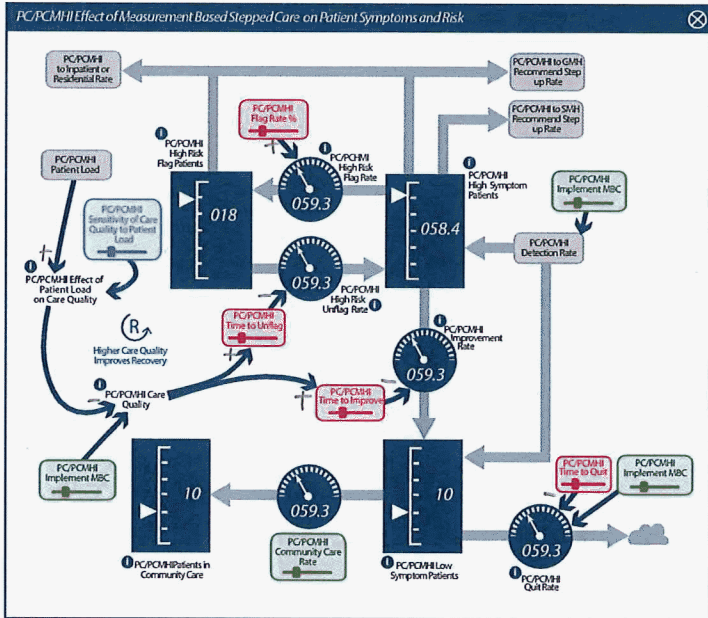 PC/PCMHI Effect of Measurement Based Stepped Care on Patient Symptoms and Risk
PC/PCMHI
to Inpatient or
Residential Rate
PC/PCMHI to GMH
Recommend Step
up Rate
PC/PCMHI to SMH
Recommend Step
up Rate
PC/PCMHI
Flag Rate %
PC/PCMHI
High Risk
Flag Patients
PC/PCHMI
High Risk
Flag Rate
PC/PCMHI
High Symptom
Patients
PC/PCMHI
Implement MBC
PC/PCMHI
Patient Load
018
059.3
058.4
PC/PCMHI
Sensitivity of Care
Quality to Patient
Load
PC/PCMHI
Detection Rate
PC/PCMHI Effect of
Patient Load
on Care Quality
059.3
PC/PCMHI
High Risk
Unflag Rate
PC/PCMHI
Time to Unflag
R
Higher Care Quality
Improves Recovery
PC/PCMHI
Improvement
Rate
059.3
PC/PCMHI Care
Quality
PC/PCMHI
Time to Improve
PC/PCMHI
Implement MBC
10
059.3
10
PC/PCMHI
Time to Quit
PC/PCMHI
Implement MBC
059.3
PC/PCMHI
Community Care
Rate
PC/PCMHI Patients in
Community Care
PC/PCMHI Low
Symptom Patients
PC/PCMHI
Quit Rate